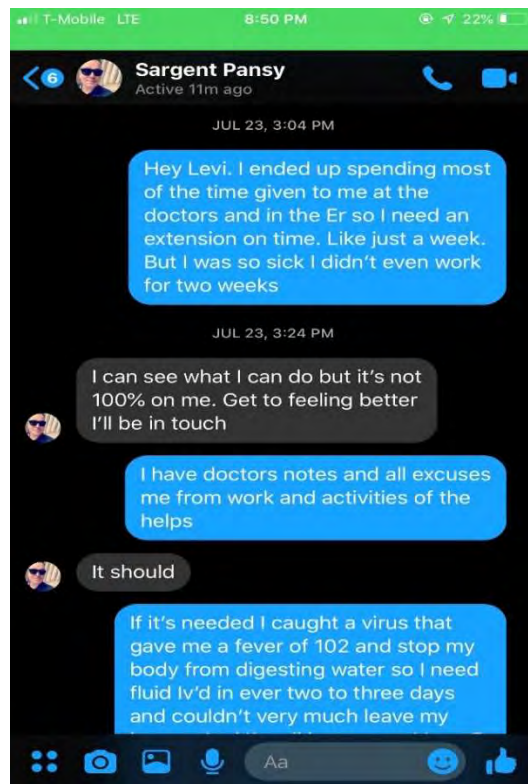 T-Mobile LTE 8:50 PM 22%
6 Sargent Pansy
Active 11m ago
JUL 23, 3:04 PM
Hey Levi. I ended up spending most
of the time given to me at the
doctors and in the Er so I need an
extension on time. Like just a week.
But I was so sick I didn't even work
for two weeks
JUL 23, 3:24 PM
I can see what I can do but it's not
100% on me. Get to feeling better
I'll be in touch
I have doctors notes and all excuses
me from work and activities of the
helps
It should
If it's needed I caught a virus that
gave me a fever of 102 and stop my
body from digesting water so I need
fluid Iv'd in ever two to three days
and couldn't very much leave my
Aa